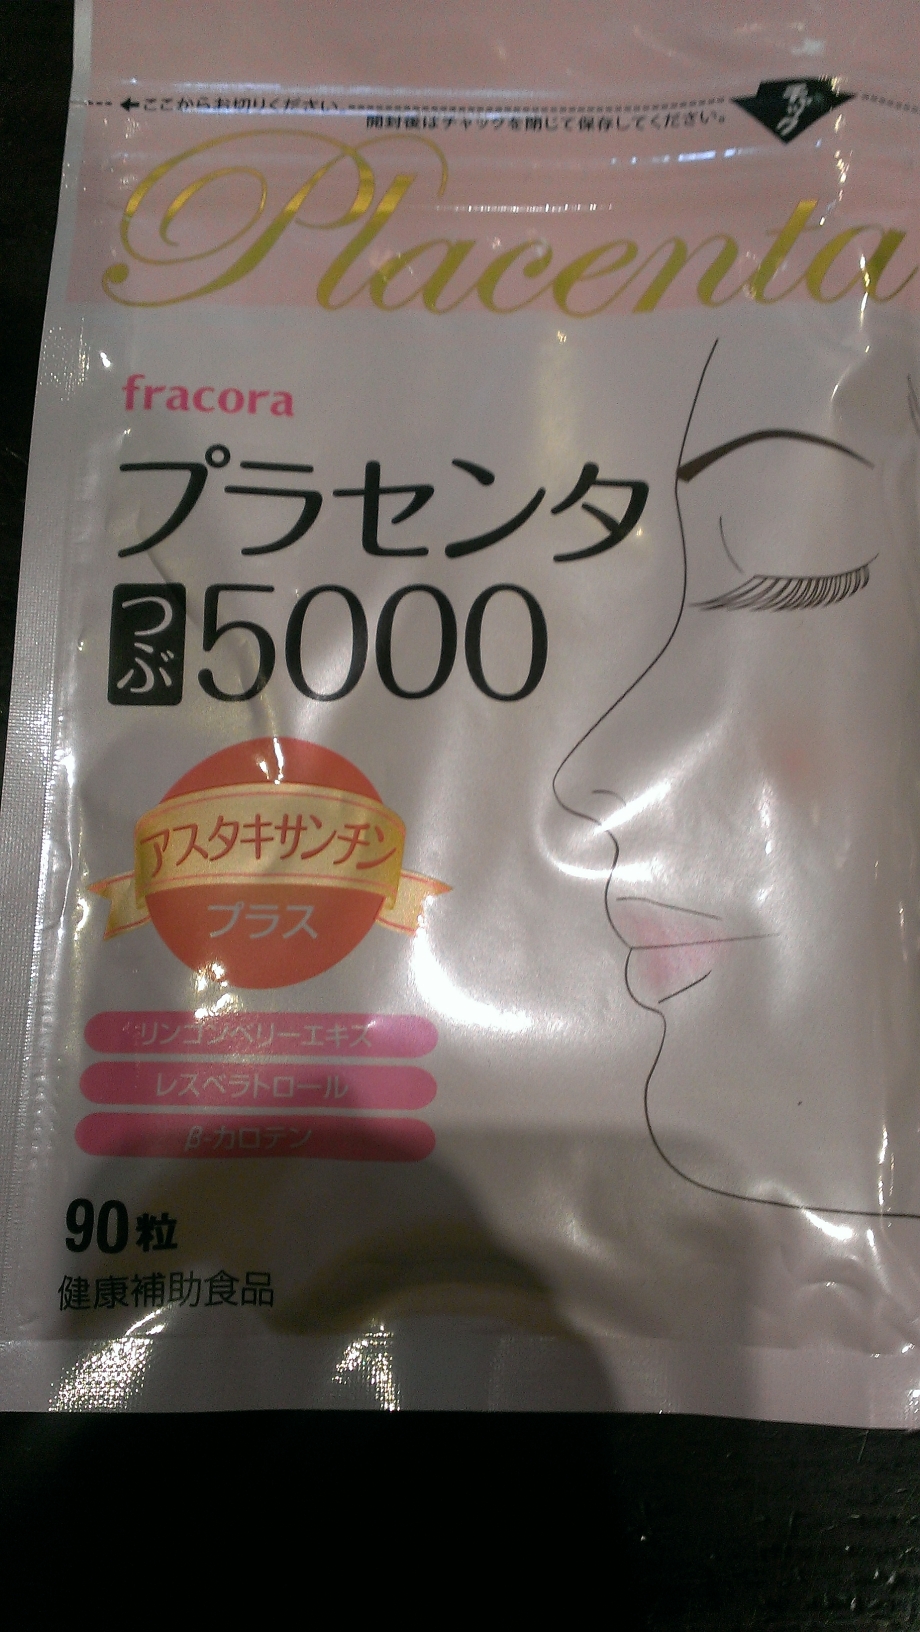 ←ここからお切りください
開封後はチャックを閉じて保存してください。
Placenta
fracora
プラセンタ
つぶ5000
アスタキサンチン
プラス
リンゴンベリーエキス
レスベラトロール
β-カロテン
90粒
健康補助食品